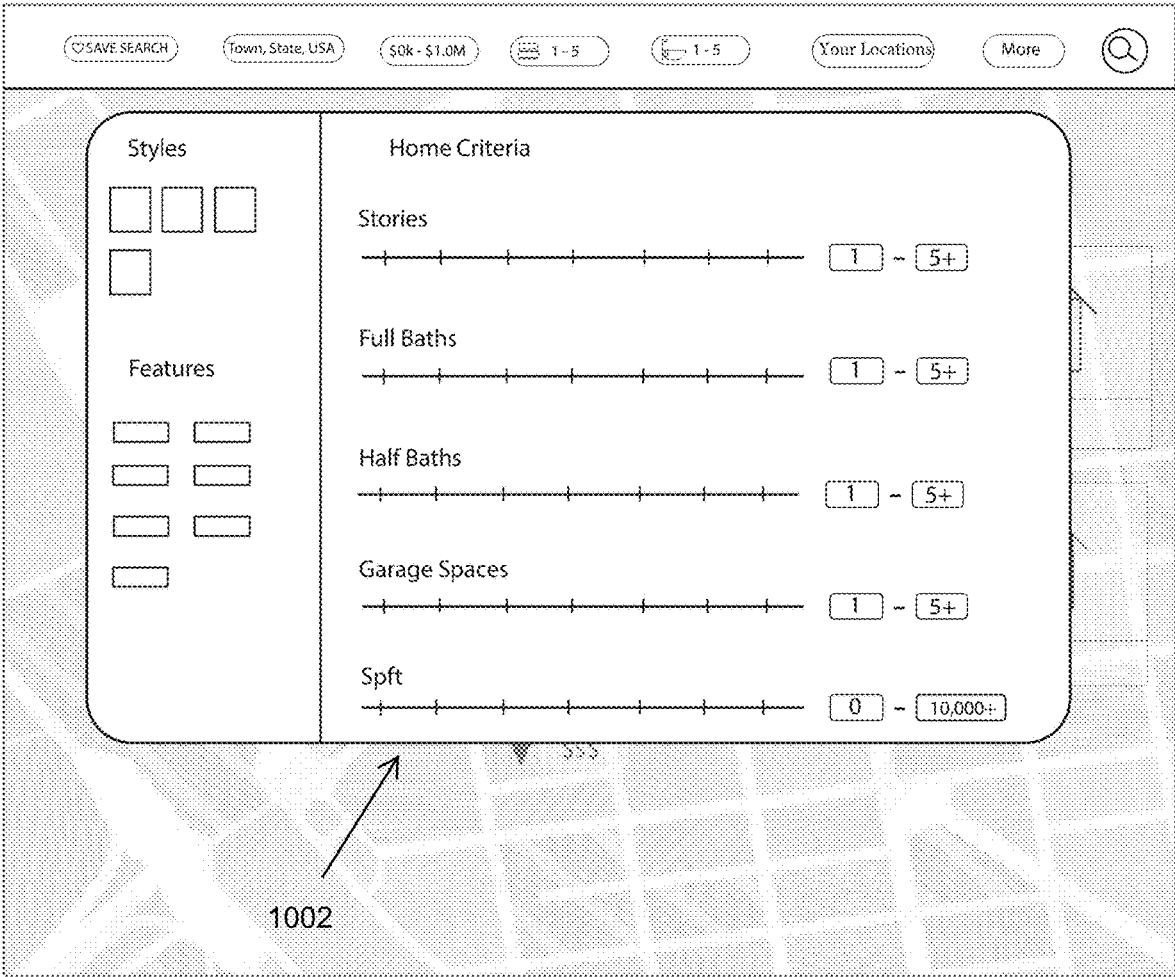 ♡SAVE SEARCH
Town, State, USA
$0k - $1.0M
1 - 5
1 - 5
Your Locations
More
Styles
Features
Home Criteria
Stories
1 ~ 5+
Full Baths
1 ~ 5+
Half Baths
1 ~ 5+
Garage Spaces
1 ~ 5+
Spft
0 ~ 10,000+
$$$
1002